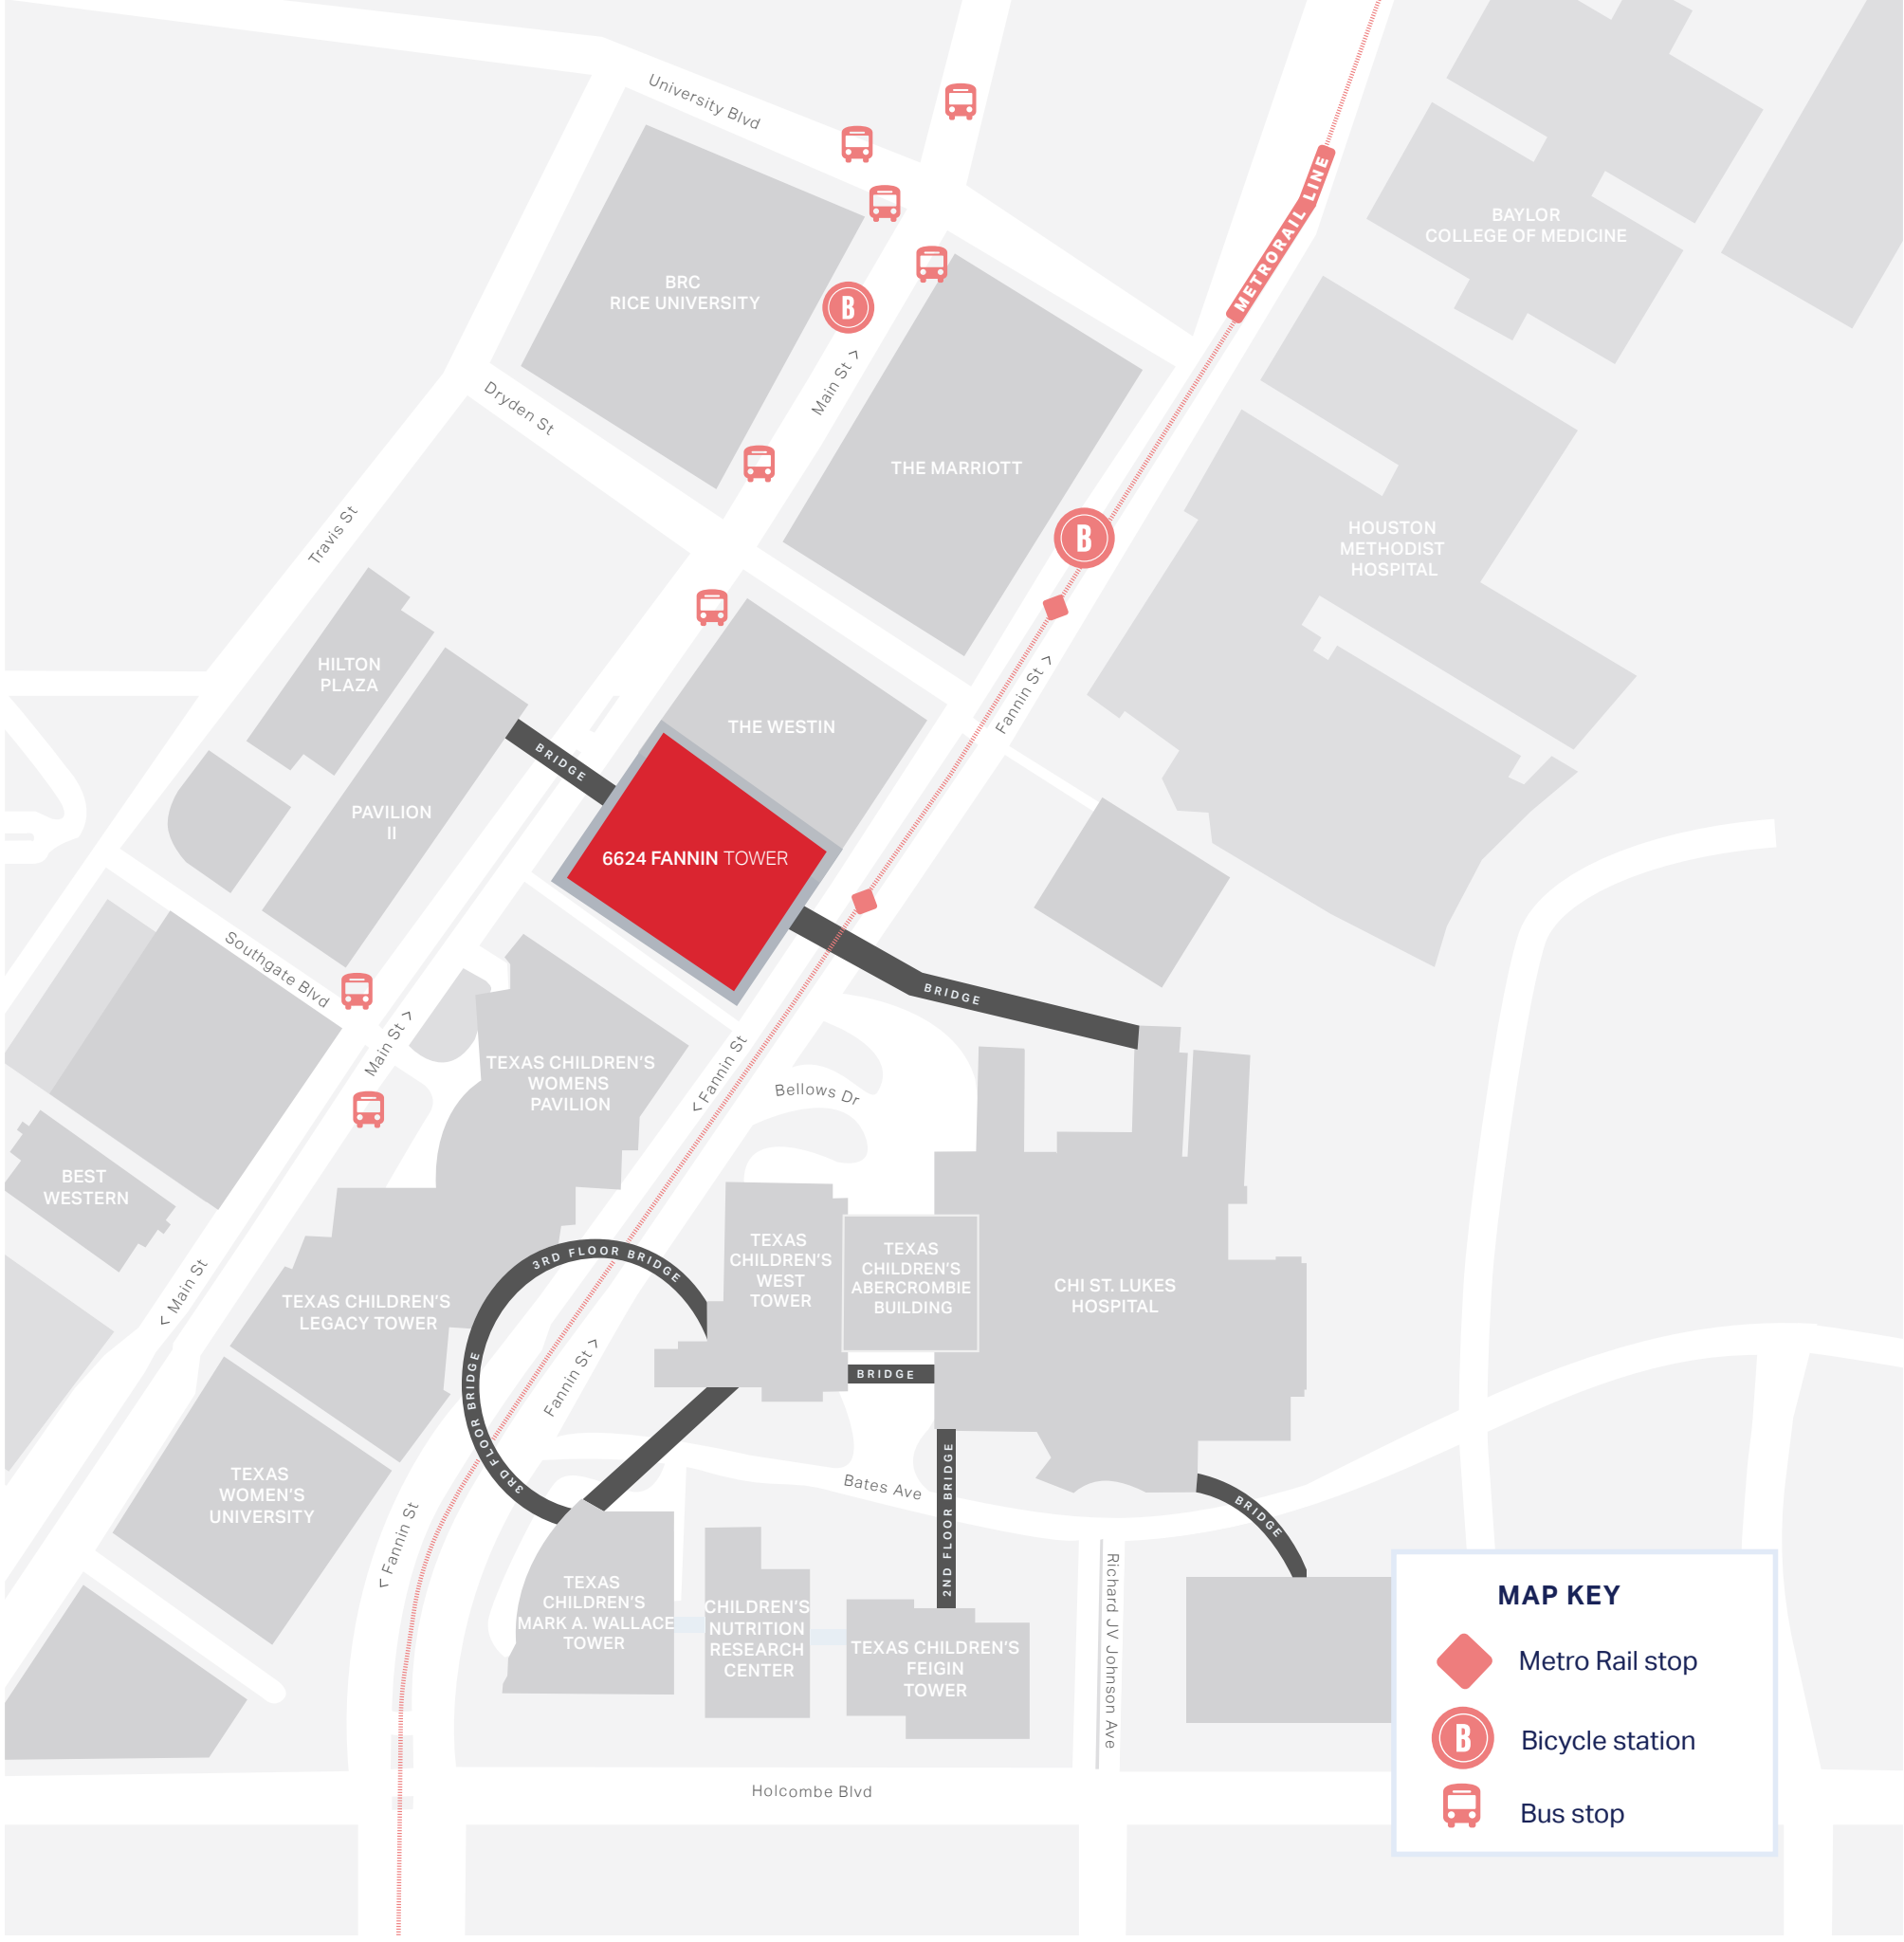 University Blvd
METRORAIL LINE
BAYLOR
COLLEGE OF MEDICINE
BRC
RICE UNIVERSITY
B
Main St >
Dryden St
THE MARRIOTT
Travis St
B
HOUSTON
METHODIST
HOSPITAL
HILTON
PLAZA
Fannin St >
THE WESTIN
BRIDGE
PAVILION
II
6624 FANNIN TOWER
Southgate Blvd
BRIDGE
Main St >
TEXAS CHILDREN'S
WOMENS
PAVILION
< Fannin St
Bellows Dr
BEST
WESTERN
3RD FLOOR BRIDGE
TEXAS
CHILDREN'S
WEST
TOWER
TEXAS
CHILDREN'S
ABERCROMBIE
BUILDING
CHI ST. LUKES
HOSPITAL
< Main St
TEXAS CHILDREN'S
LEGACY TOWER
Fannin St >
BRIDGE
3RD FLOOR BRIDGE
TEXAS
WOMEN'S
UNIVERSITY
Bates Ave
2ND FLOOR BRIDGE
BRIDGE
< Fannin St
TEXAS
CHILDREN'S
MARK A. WALLACE
TOWER
CHILDREN'S
NUTRITION
RESEARCH
CENTER
TEXAS CHILDREN'S
FEIGIN
TOWER
Richard JV Johnson Ave
Holcombe Blvd
MAP KEY
Metro Rail stop
B
Bicycle station
Bus stop